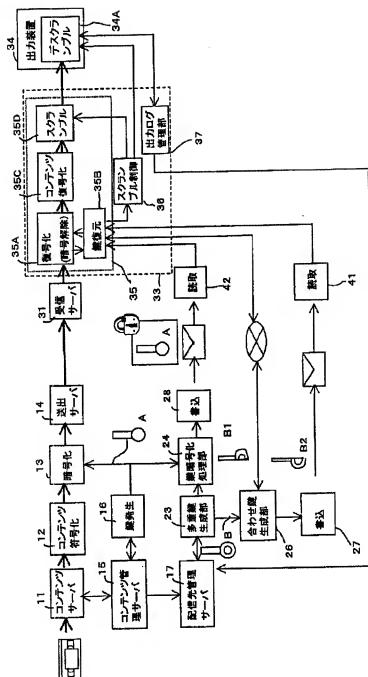 34
34A
出力装置
デスクランブル
35D
スクランブル
35C
コンテンツ復号化
35A
復号化(暗号解除)
35B
鍵復元
出力ログ管理部
37
スクランブル制御
36
35
33
31
受信サーバ
読取
42
読取
41
A
14
送出サーバ
13
暗号化
12
コンテンツ符号化
11
コンテンツサーバ
A
28
書込
24
鍵暗号化処理部
B1
B2
16
鍵発生
23
多重鍵生成部
B
15
コンテンツ管理サーバ
17
配信先管理サーバ
合わせ鍵生成部
26
書込
27